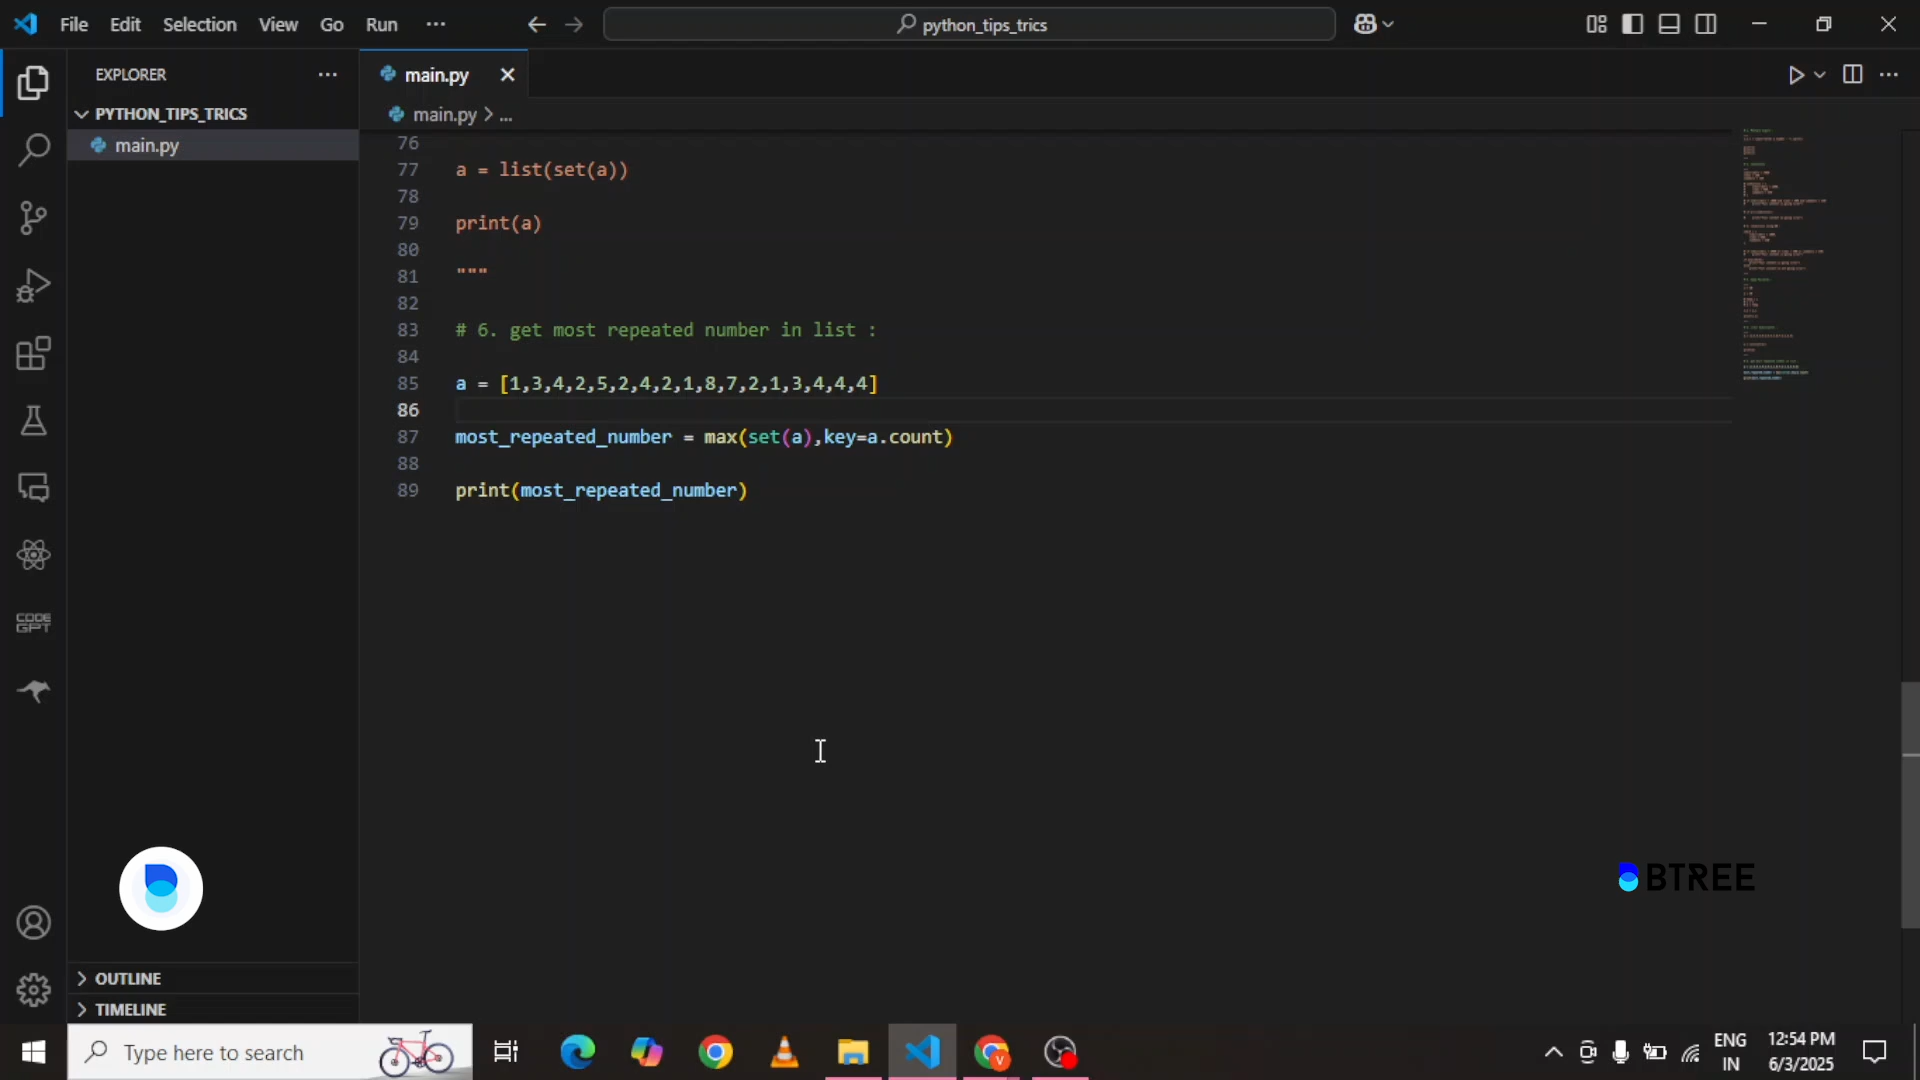 File Edit Selection View Go Run ··· python_tips_trics
EXPLORER ···
PYTHON_TIPS_TRICS
main.py
main.py
main.py > ...
76
77 a = list(set(a))
78
79 print(a)
80
81 """
82
83 # 6. get most repeated number in list :
84
85 a = [1,3,4,2,5,2,4,2,1,8,7,2,1,3,4,4,4]
86
87 most_repeated_number = max(set(a),key=a.count)
88
89 print(most_repeated_number)
CODE
GPT
BTREE
OUTLINE
TIMELINE
Type here to search
V
ENG
IN
12:54 PM
6/3/2025